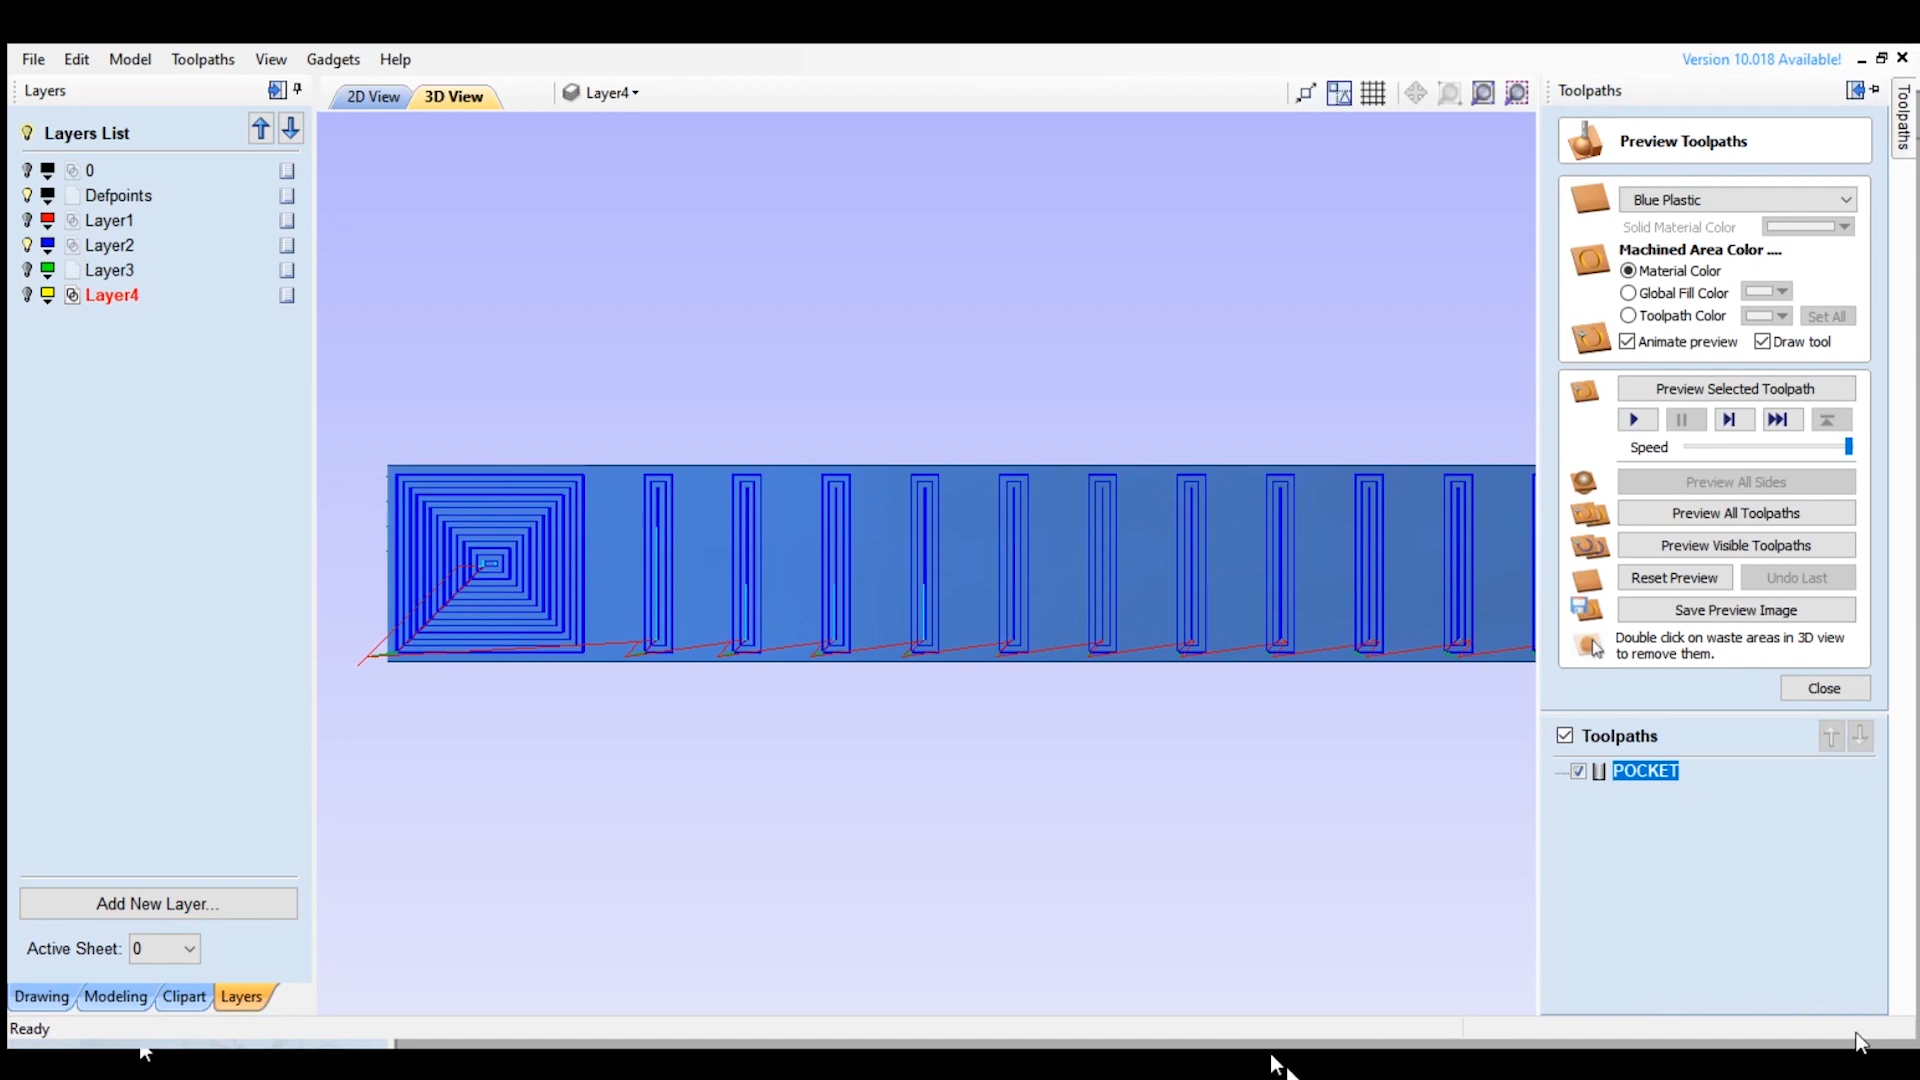 File Edit Model Toolpaths View Gadgets Help
Version 10.018 Available!
Layers
Layers List
0
Defpoints
Layer1
Layer2
Layer3
Layer4
Add New Layer...
Active Sheet: 0
Drawing Modeling Clipart Layers
Ready
2D View 3D View Layer4
Toolpaths
Toolpaths
Preview Toolpaths
Blue Plastic
Solid Material Color
Machined Area Color ....
Material Color
Global Fill Color
Toolpath Color Set All
Animate preview Draw tool
Preview Selected Toolpath
Speed
Preview All Sides
Preview All Toolpaths
Preview Visible Toolpaths
Reset Preview Undo Last
Save Preview Image
Double click on waste areas in 3D view
to remove them.
Close
Toolpaths
POCKET